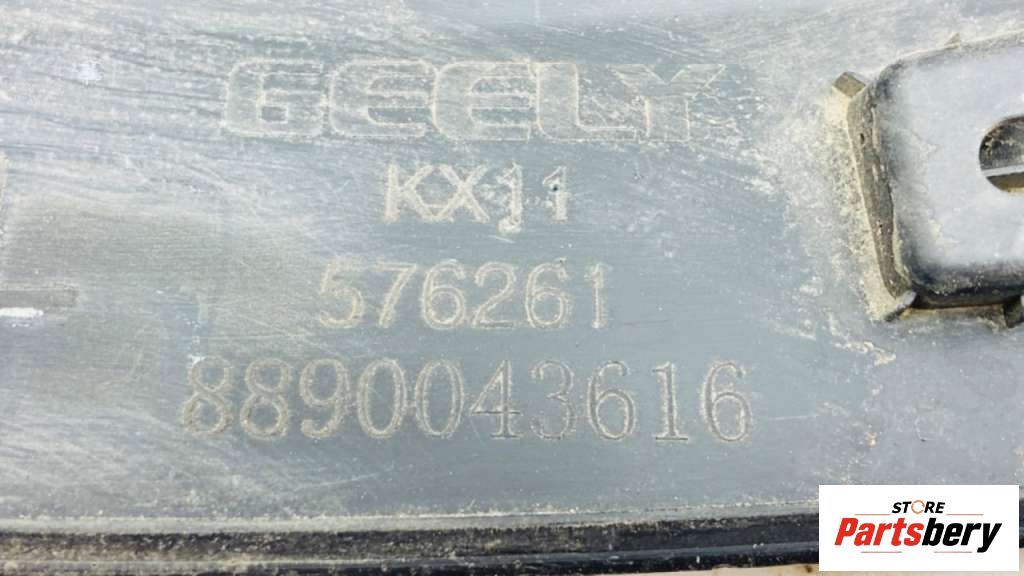 GEELY
KX11
576261
8890043616
STORE
Partsbery